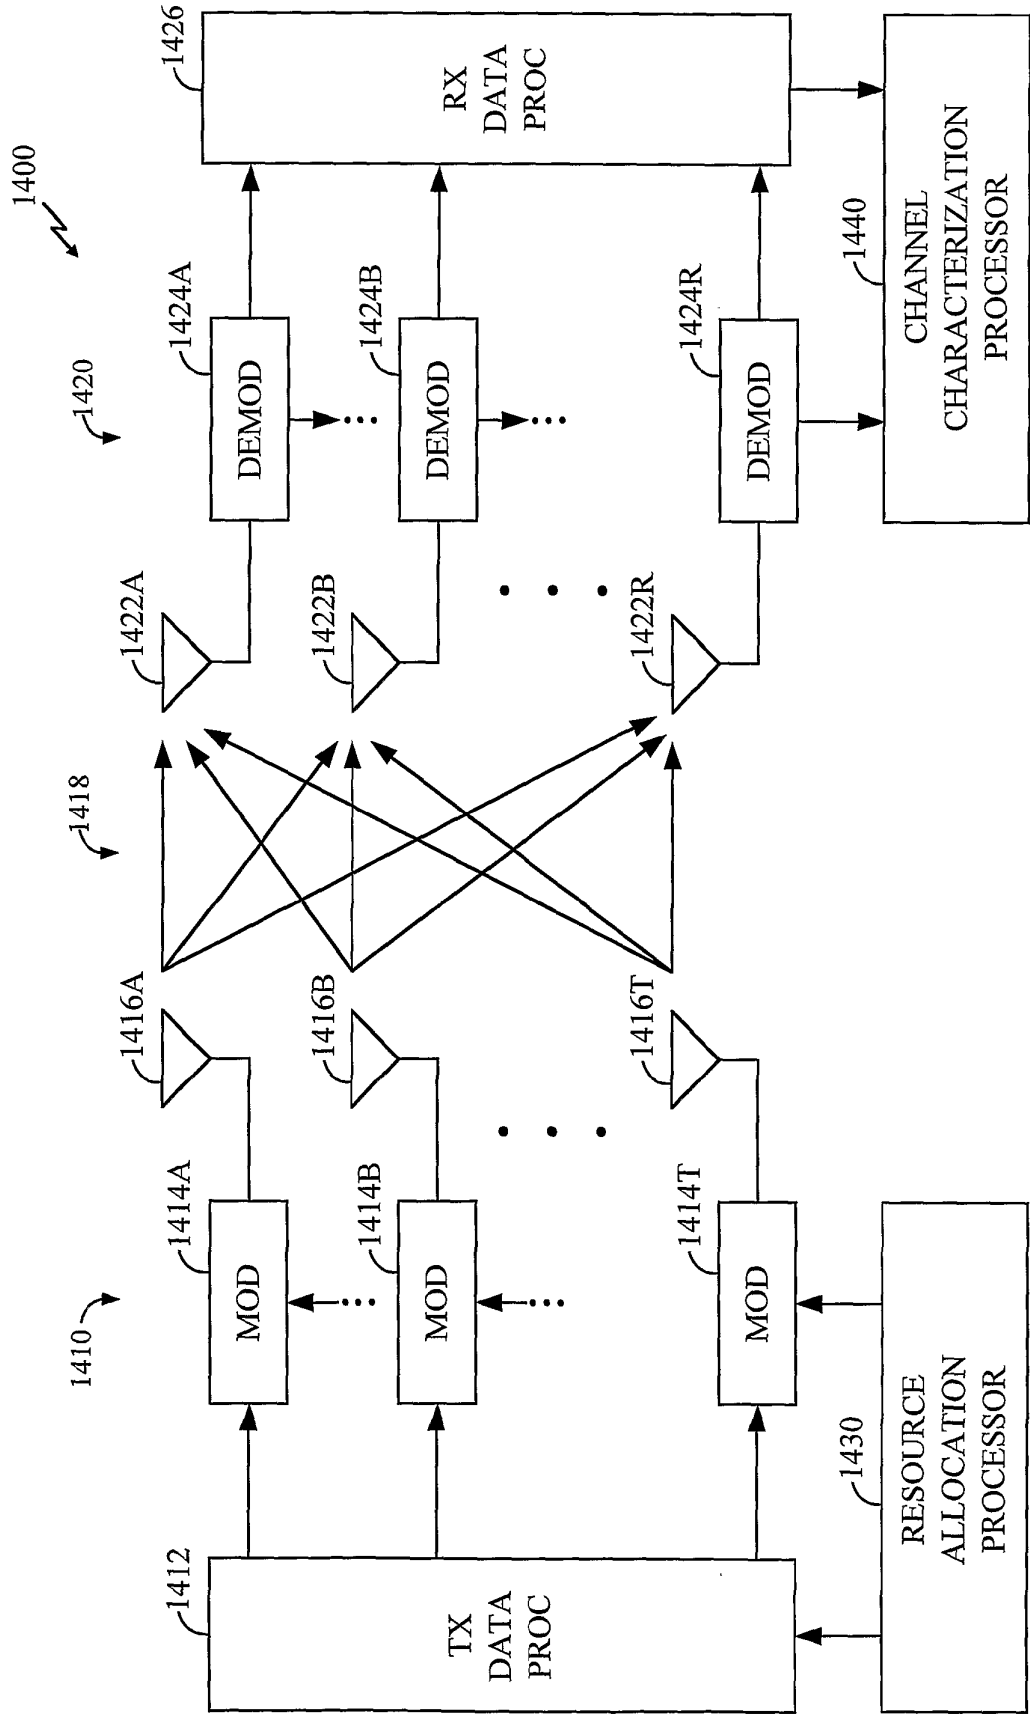 1400
1410
1418
1420
1412
TX
DATA
PROC
1414A
MOD
1416A
1422A
1424A
DEMOD
1426
RX
DATA
PROC
1414B
MOD
1416B
1422B
1424B
DEMOD
1414T
MOD
1416T
1422R
1424R
DEMOD
1430
RESOURCE
ALLOCATION
PROCESSOR
1440
CHANNEL
CHARACTERIZATION
PROCESSOR